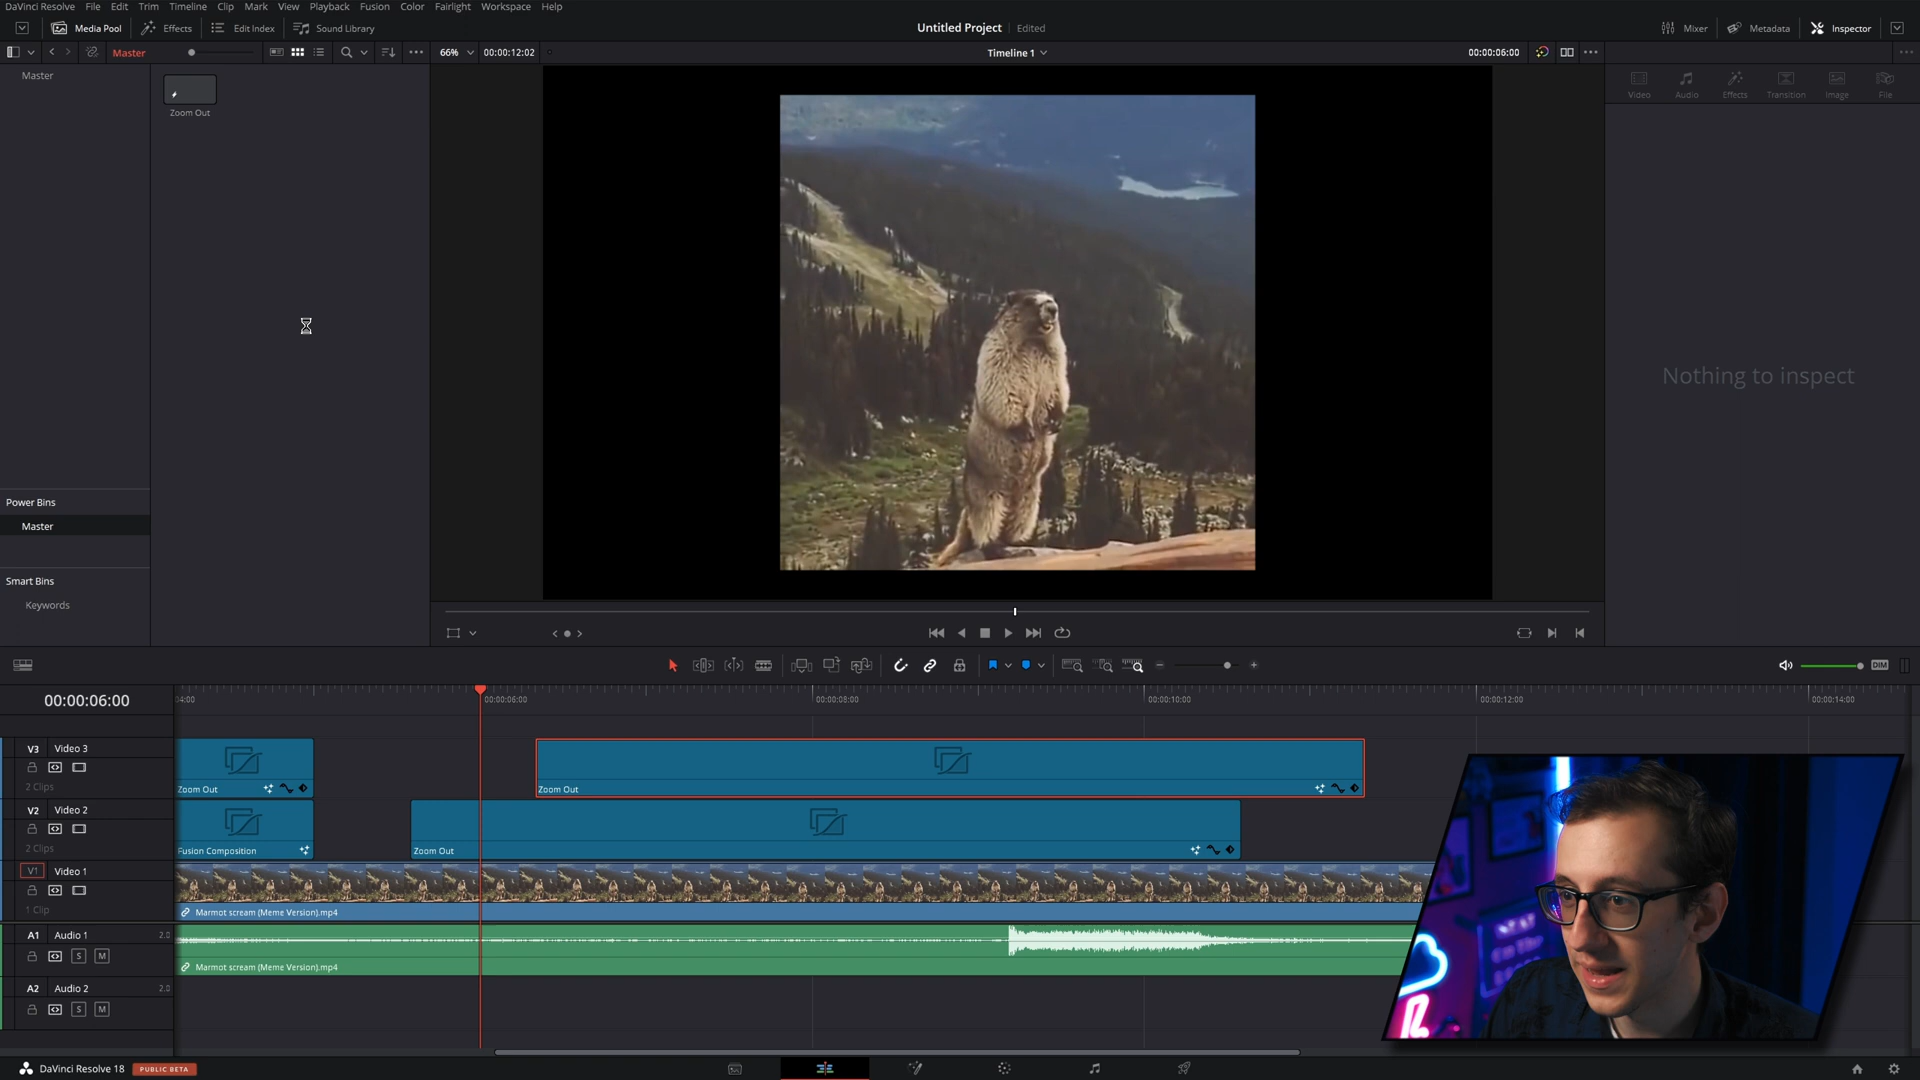 DaVinci Resolve File Edit Trim Timeline Clip Mark View Playback Fusion Color Fairlight Workspace Help
Media Pool Effects Edit Index Sound Library Untitled Project Edited Mixer Metadata Inspector
Master 66% 00:00:12:02 Timeline 1 00:00:06:00
Master
Zoom Out
Video Audio Effects Transition Image File
Nothing to inspect
Power Bins
Master
Smart Bins
Keywords
DIM
00:00:06:00
04:00 00:00:06:00 00:00:08:00 00:00:10:00 00:00:12:00 00:00:14:00
V3 Video 3
2 Clips
Zoom Out
Zoom Out
V2 Video 2
2 Clips
Fusion Composition
Zoom Out
V1 Video 1
1 Clip
Marmot scream (Meme Version).mp4
A1 Audio 1 2.0
S M
Marmot scream (Meme Version).mp4
A2 Audio 2 2.0
S M
DaVinci Resolve 18 PUBLIC BETA